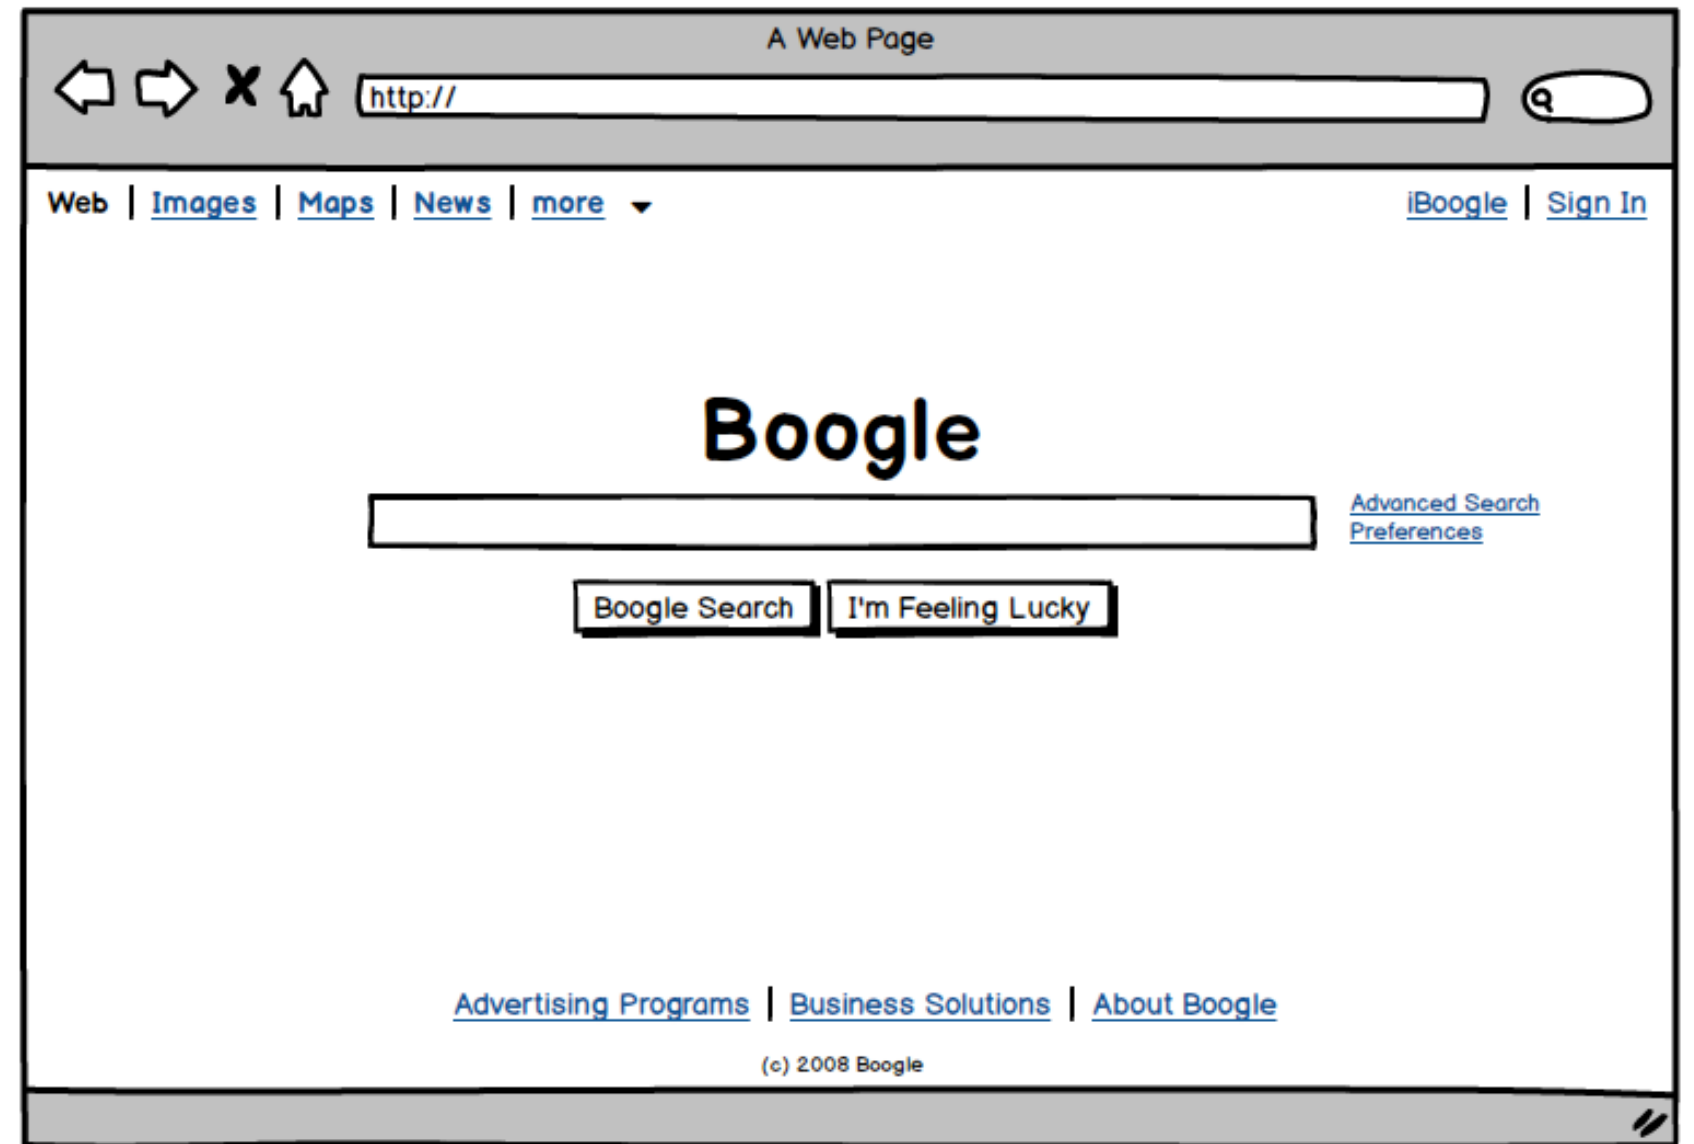 A Web Page
http://
Web | Images | Maps | News | more
iBoogle | Sign In
Boogle
Advanced Search
Preferences
Boogle Search
I'm Feeling Lucky
Advertising Programs | Business Solutions | About Boogle
(c) 2008 Boogle